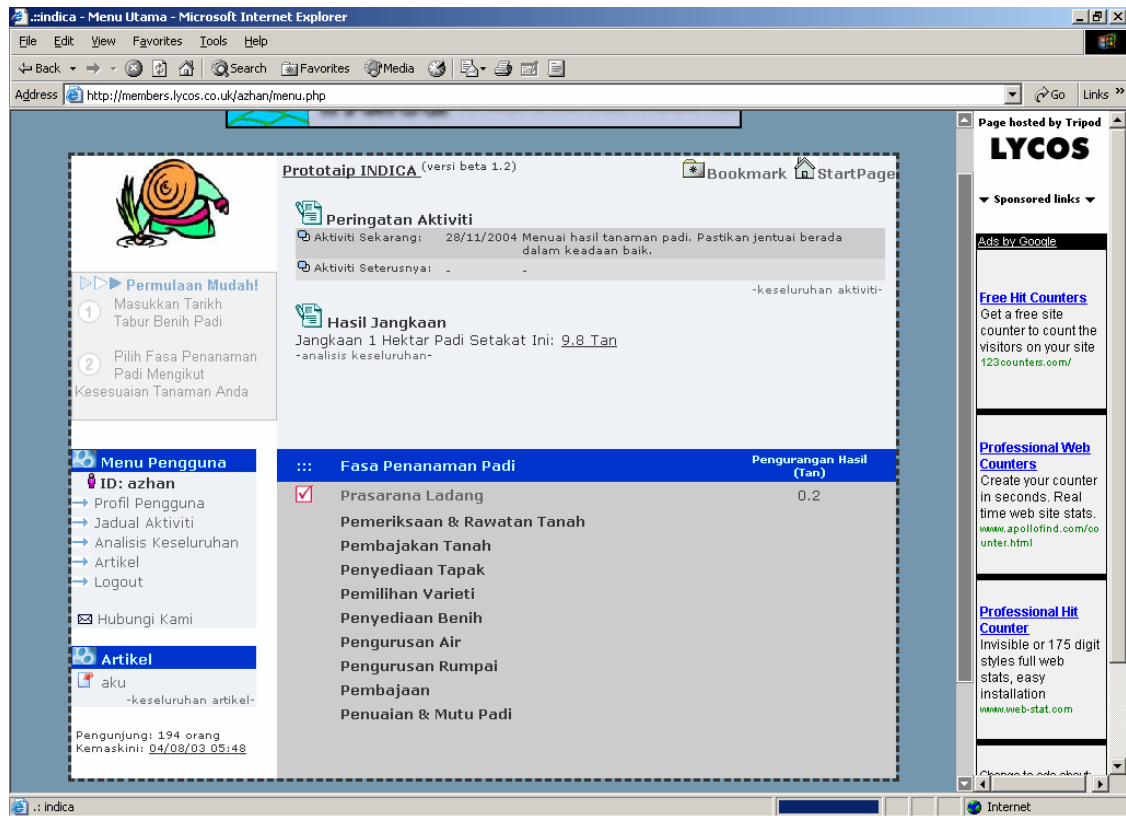 .::indica - Menu Utama - Microsoft Internet Explorer
File Edit View Favorites Tools Help
Back Search Favorites Media
Address http://members.lycos.co.uk/azhan/menu.php Go Links »
Prototaip INDICA (versi beta 1.2)
Bookmark StartPage
Peringatan Aktiviti
Aktiviti Sekarang: 28/11/2004 Menuai hasil tanaman padi. Pastikan jentuai berada
dalam keadaan baik.
Aktiviti Seterusnya: - -
-keseluruhan aktiviti-
Hasil Jangkaan
Jangkaan 1 Hektar Padi Setakat Ini: 9.8 Tan
-analisis keseluruhan-
Permulaan Mudah!
1 Masukkan Tarikh
Tabur Benih Padi
2 Pilih Fasa Penanaman
Padi Mengikut
Kesesuaian Tanaman Anda
Menu Pengguna
ID: azhan
Profil Pengguna
Jadual Aktiviti
Analisis Keseluruhan
Artikel
Logout
Hubungi Kami
Artikel
aku
-keseluruhan artikel-
Pengunjung: 194 orang
Kemaskini: 04/08/03 05:48
::: Fasa Penanaman Padi Pengurangan Hasil
(Tan)
Prasarana Ladang 0.2
Pemeriksaan & Rawatan Tanah
Pembajakan Tanah
Penyediaan Tapak
Pemilihan Varieti
Penyediaan Benih
Pengurusan Air
Pengurusan Rumpai
Pembajaan
Penuaian & Mutu Padi
Page hosted by Tripod
LYCOS
Sponsored links
Ads by Google
Free Hit Counters
Get a free site
counter to count the
visitors on your site
123counters.com/
Professional Web
Counters
Create your counter
in seconds. Real
time web site stats.
www.apollofind.com/co
unter.html
Professional Hit
Counter
Invisible or 175 digit
styles full web
stats, easy
installation
www.web-stat.com
.: indica
Internet